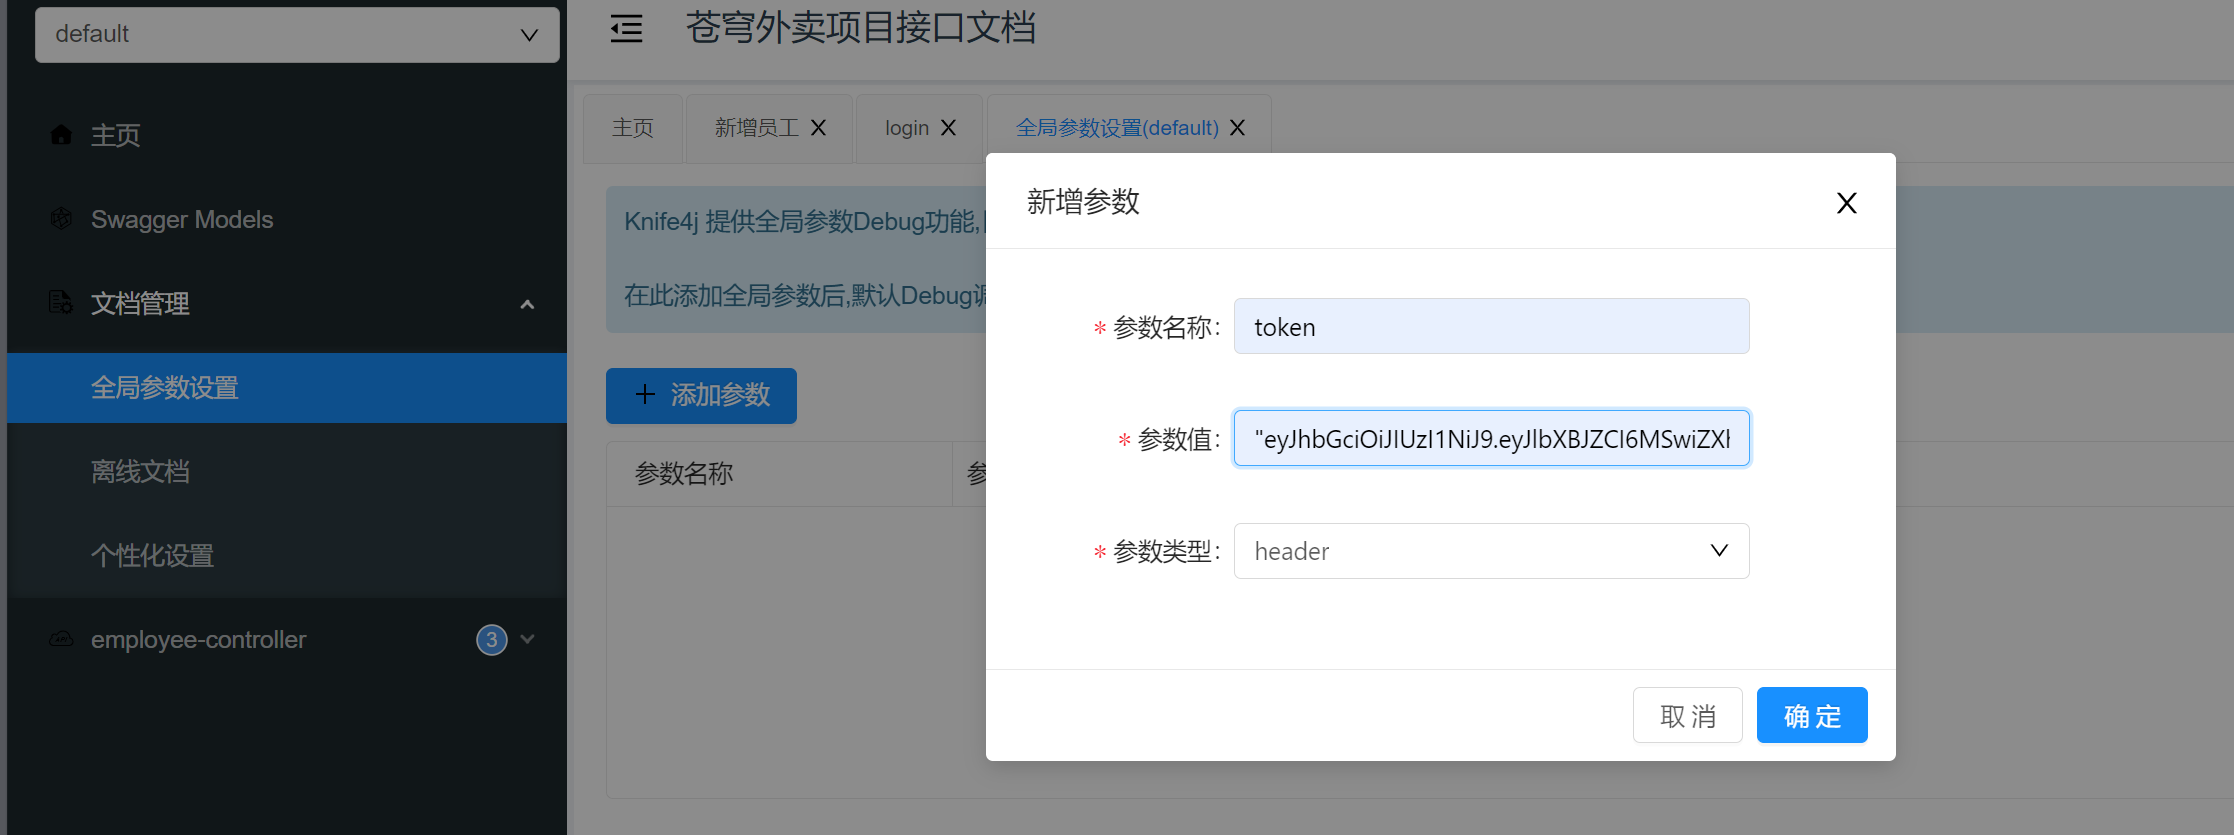 default
苍穹外卖项目接口文档
主页
新增员工
login
全局参数设置(default)
主页
Swagger Models
文档管理
全局参数设置
离线文档
个性化设置
employee-controller
3
Knife4j 提供全局参数Debug功能,
在此添加全局参数后,默认Debug调
添加参数
参数名称
参
新增参数
* 参数名称:
token
* 参数值:
"eyJhbGciOiJIUzI1NiJ9.eyJlbXBJZCI6MSwiZXh
* 参数类型:
header
取 消
确 定